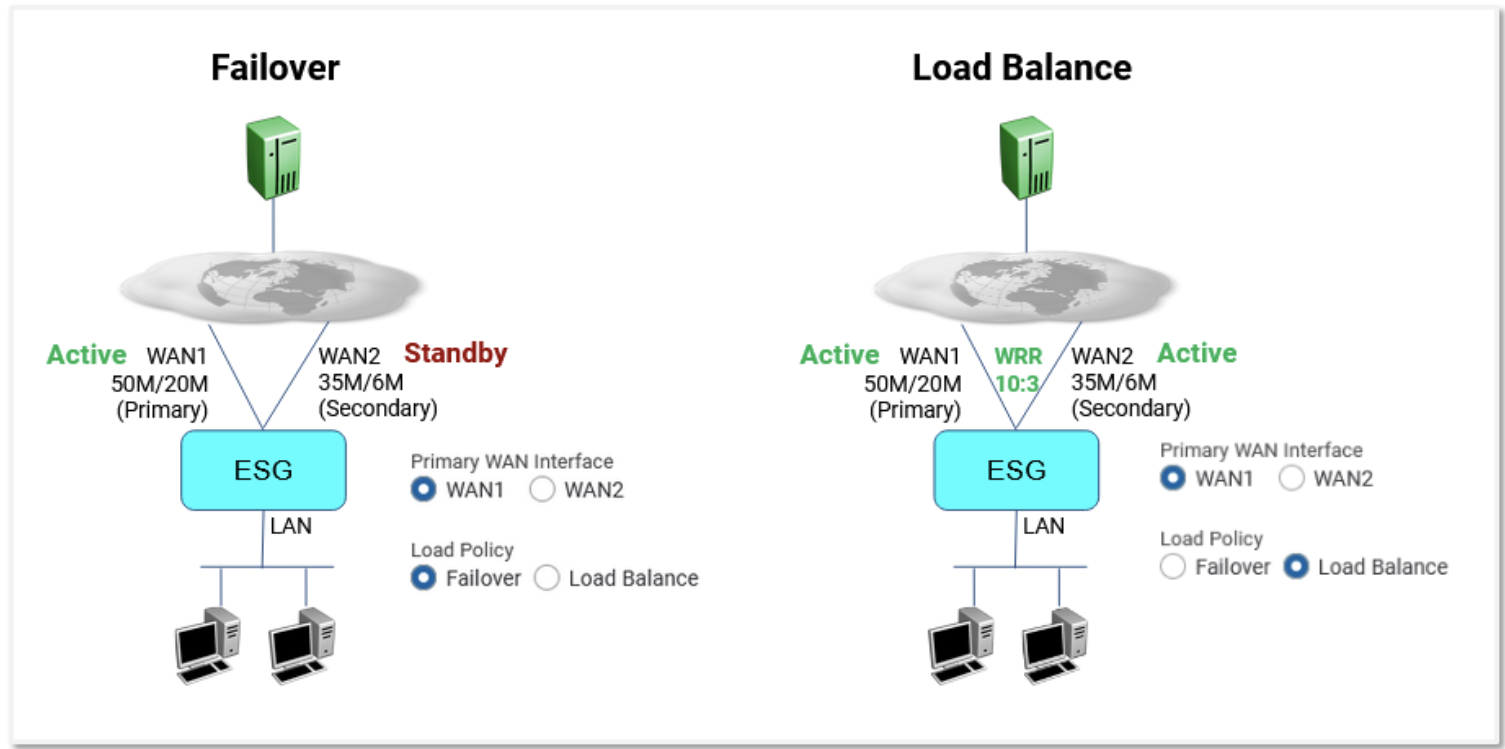 Failover
Active WAN1
50M/20M
(Primary)
WAN2 Standby
35M/6M
(Secondary)
ESG
LAN
Primary WAN Interface
WAN1 WAN2
Load Policy
Failover Load Balance
Load Balance
Active WAN1
50M/20M
(Primary)
WRR
10:3
WAN2 Active
35M/6M
(Secondary)
ESG
LAN
Primary WAN Interface
WAN1 WAN2
Load Policy
Failover Load Balance